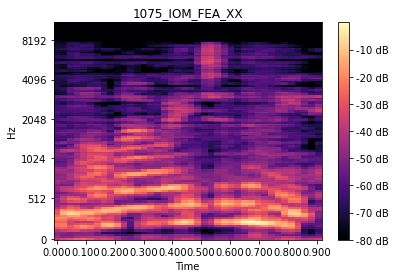 1075_IOM_FEA_XX
8192
4096
2048
1024
512
0
Hz
0.000 0.100 0.200 0.300 0.400 0.500 0.600 0.700 0.800 0.900
Time
-10 dB
-20 dB
-30 dB
-40 dB
-50 dB
-60 dB
-70 dB
-80 dB